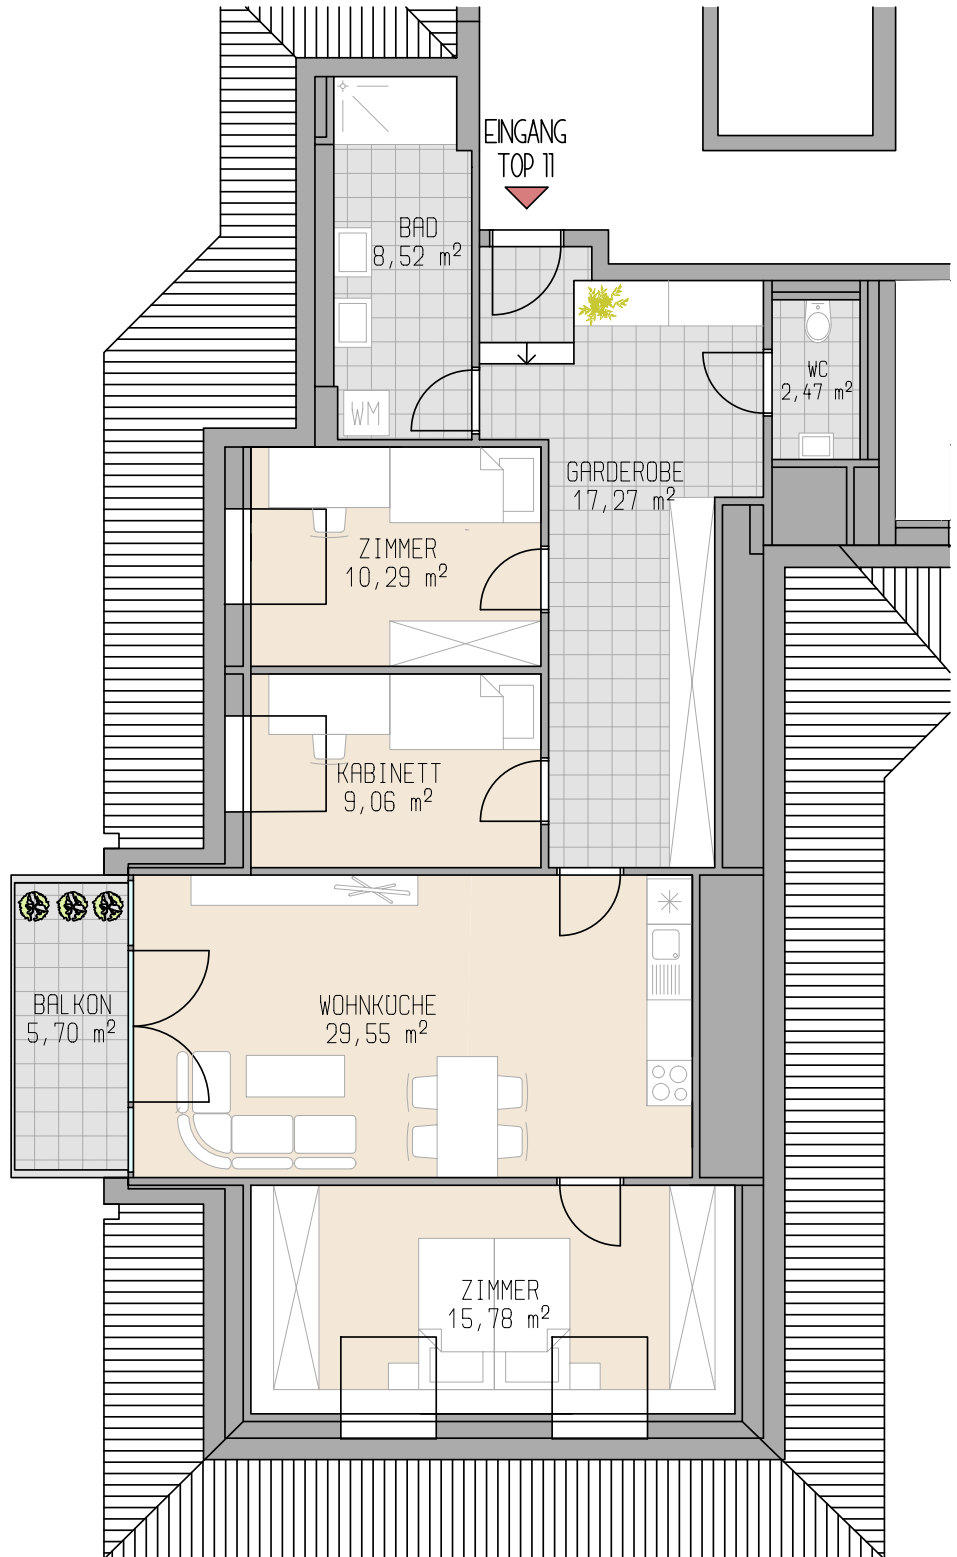 EINGANG
TOP 11
BAD
8,52 m²
WC
2,47 m²
WM
GARDEROBE
17,27 m²
ZIMMER
10,29 m²
KABINETT
9,06 m²
BALKON
5,70 m²
WOHNKÜCHE
29,55 m²
ZIMMER
15,78 m²